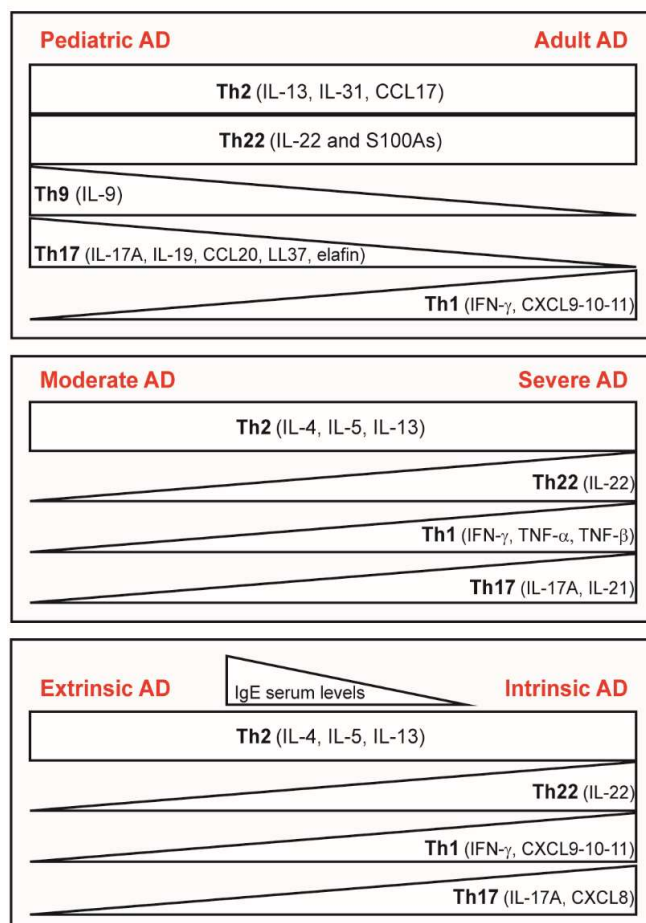 Pediatric AD Adult AD
Th2 (IL-13, IL-31, CCL17)
Th22 (IL-22 and S100As)
Th9 (IL-9)
Th17 (IL-17A, IL-19, CCL20, LL37, elafin)
Th1 (IFN-γ, CXCL9-10-11)
Moderate AD Severe AD
Th2 (IL-4, IL-5, IL-13)
Th22 (IL-22)
Th1 (IFN-γ, TNF-α, TNF-β)
Th17 (IL-17A, IL-21)
Extrinsic AD IgE serum levels Intrinsic AD
Th2 (IL-4, IL-5, IL-13)
Th22 (IL-22)
Th1 (IFN-γ, CXCL9-10-11)
Th17 (IL-17A, CXCL8)